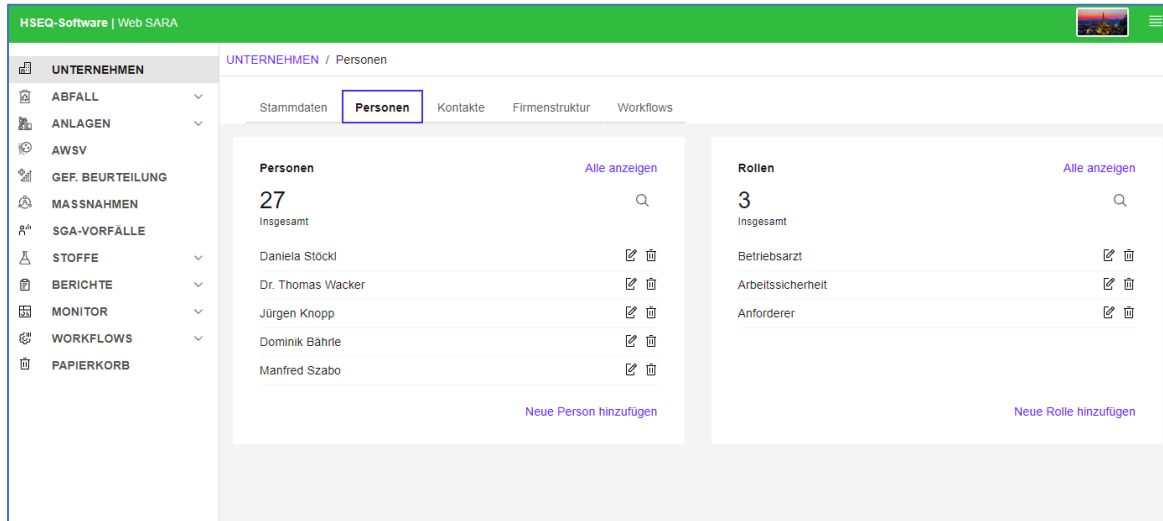 HSEQ-Software | Web SARA
UNTERNEHMEN
ABFALL
ANLAGEN
AWSV
GEF. BEURTEILUNG
MASSNAHMEN
SGA-VORFÄLLE
STOFFE
BERICHTE
MONITOR
WORKFLOWS
PAPIERKORB
UNTERNEHMEN / Personen
Stammdaten Personen Kontakte Firmenstruktur Workflows
Personen Alle anzeigen
27
Insgesamt
Daniela Stöckl
Dr. Thomas Wacker
Jürgen Knopp
Dominik Bährle
Manfred Szabo
Neue Person hinzufügen
Rollen Alle anzeigen
3
Insgesamt
Betriebsarzt
Arbeitssicherheit
Anforderer
Neue Rolle hinzufügen